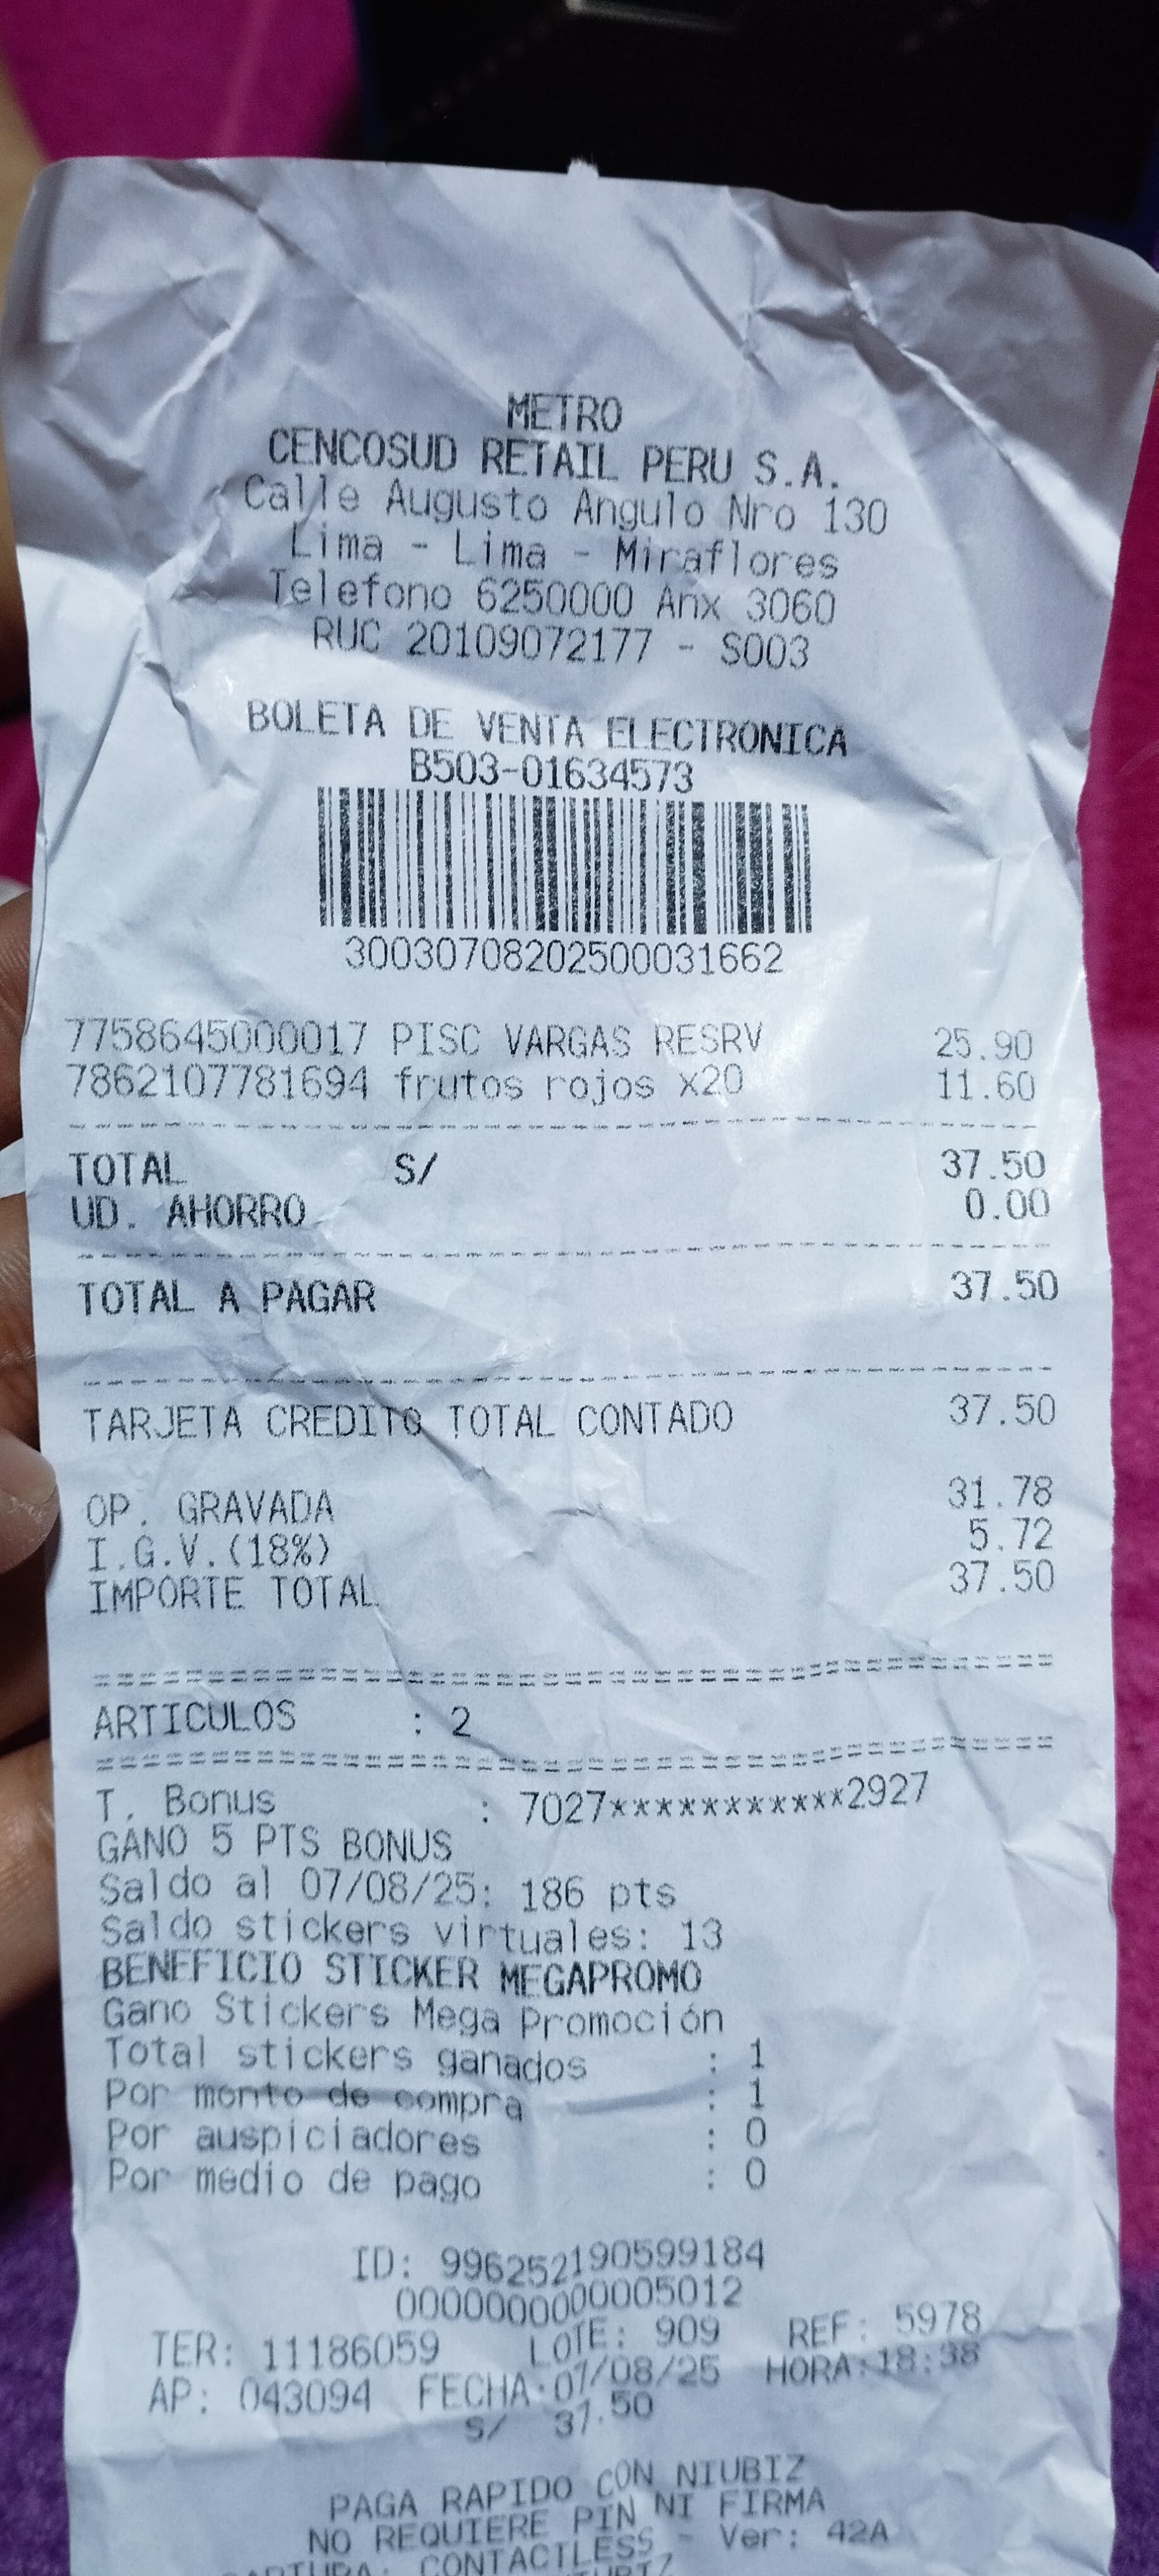 METRO
CENCOSUD RETAIL PERU S.A.
Calle Augusto Angulo Nro 130
Lima - Lima - Miraflores
Telefono 6250000 Anx 3060
RUC 20109072177 - S003
BOLETA DE VENTA ELECTRONICA
B503-01634573
30030708202500031662
7758645000017 PISC VARGAS RESRV 25.90
7862107781694 frutos rojos x20 11.60
TOTAL S/ 37.50
UD. AHORRO 0.00
TOTAL A PAGAR 37.50
TARJETA CREDITO TOTAL CONTADO 37.50
OP. GRAVADA 31.78
I.G.V.(18%) 5.72
IMPORTE TOTAL 37.50
ARTICULOS : 2
T. Bonus : 7027***********2927
GANO 5 PTS BONUS
Saldo al 07/08/25: 186 pts
Saldo stickers virtuales: 13
BENEFICIO STICKER MEGAPROMO
Gano Stickers Mega Promoción
Total stickers ganados : 1
Por monto de compra : 1
Por auspiciadores : 0
Por medio de pago : 0
ID: 996252190599184
0000000000005012
TER: 11186059 LOTE: 909 REF: 5978
AP: 043094 FECHA:07/08/25 HORA:18:38
S/ 37.50
PAGA RAPIDO CON NIUBIZ
NO REQUIERE PIN NI FIRMA
CONTACTLESS - Ver: 42A